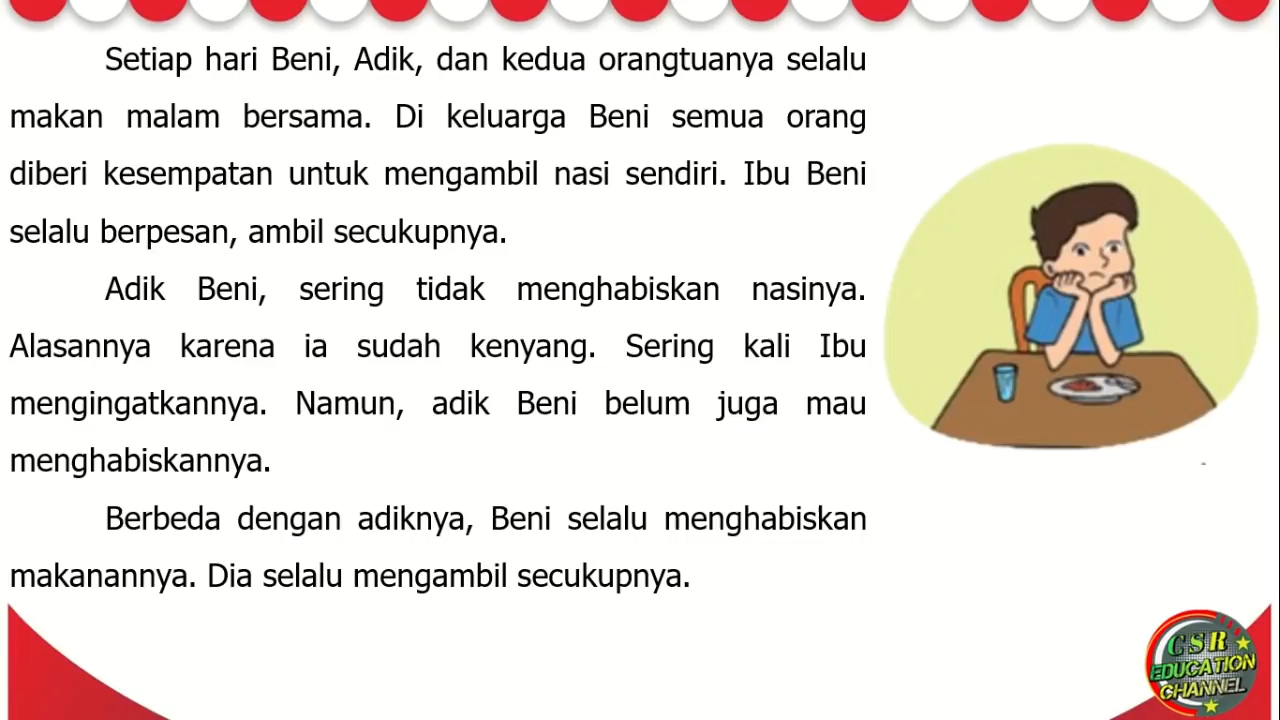 Setiap hari Beni, Adik, dan kedua orangtuanya selalu
makan malam bersama. Di keluarga Beni semua orang
diberi kesempatan untuk mengambil nasi sendiri. Ibu Beni
selalu berpesan, ambil secukupnya.
Adik Beni, sering tidak menghabiskan nasinya.
Alasannya karena ia sudah kenyang. Sering kali Ibu
mengingatkannya. Namun, adik Beni belum juga mau
menghabiskannya.
Berbeda dengan adiknya, Beni selalu menghabiskan
makanannya. Dia selalu mengambil secukupnya.
CSR
EDUCATION
CHANNEL